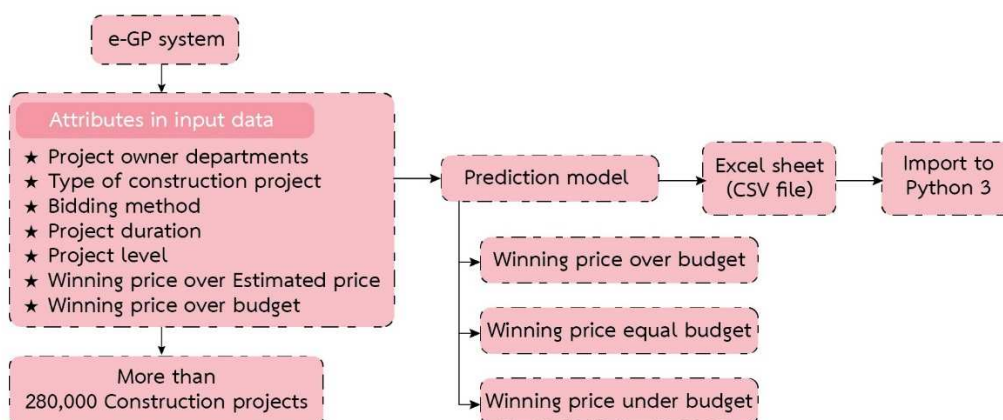 e-GP system
Attributes in input data
★ Project owner departments
★ Type of construction project
★ Bidding method
★ Project duration
★ Project level
★ Winning price over Estimated price
★ Winning price over budget
More than
280,000 Construction projects
Prediction model
Excel sheet
(CSV file)
Import to
Python 3
Winning price over budget
Winning price equal budget
Winning price under budget